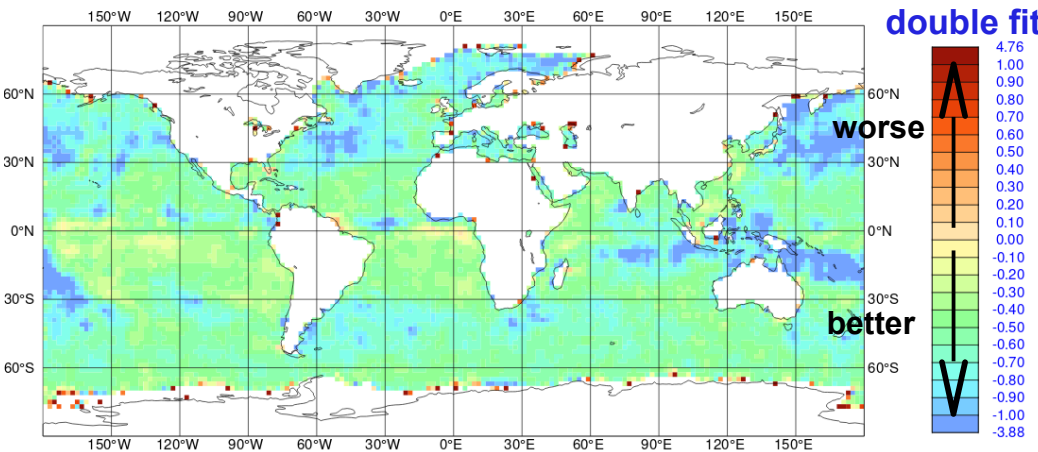 150°W 120°W 90°W 60°W 30°W 0°E 30°E 60°E 90°E 120°E 150°E
double fit
60°N 60°N
30°N 30°N
0°N 0°N
30°S 30°S
60°S 60°S
150°W 120°W 90°W 60°W 30°W 0°E 30°E 60°E 90°E 120°E 150°E
worse
better
4.76
1.00
0.90
0.80
0.70
0.60
0.50
0.40
0.30
0.20
0.10
0.00
-0.10
-0.20
-0.30
-0.40
-0.50
-0.60
-0.70
-0.80
-0.90
-1.00
-3.88